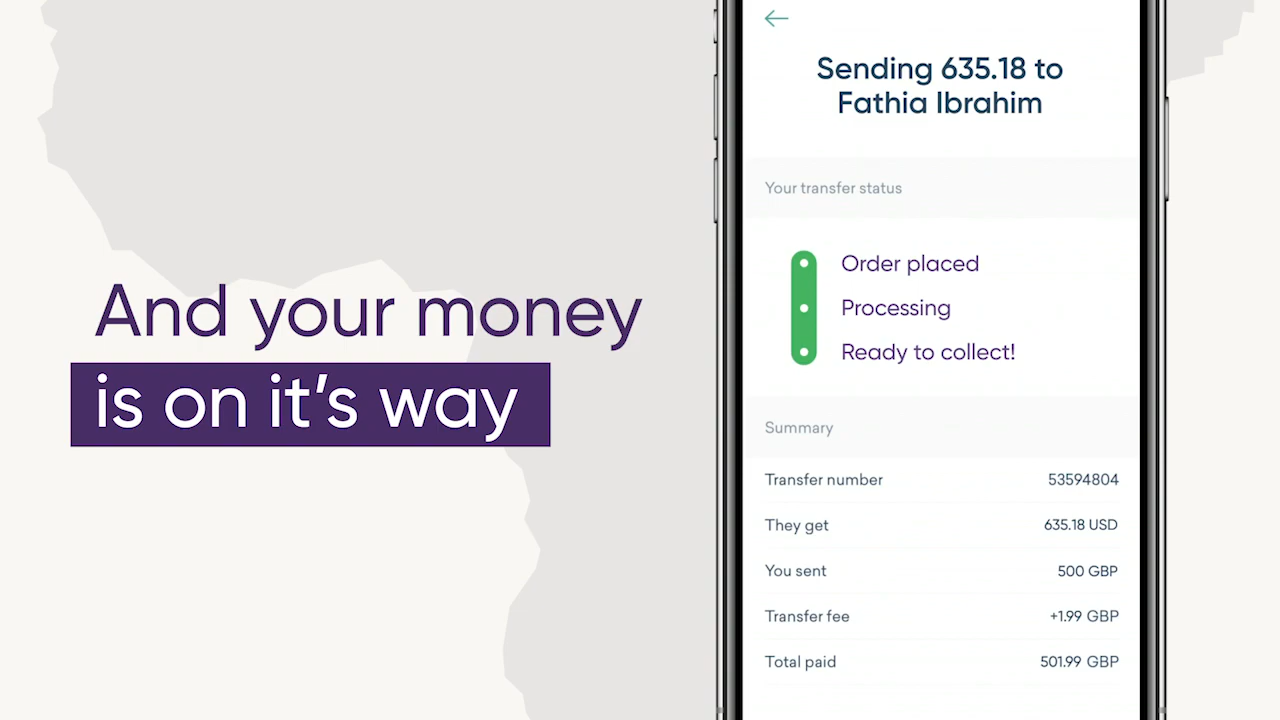 And your money
is on it's way
Sending 635.18 to
Fathia Ibrahim
Your transfer status
Order placed
Processing
Ready to collect!
Summary
Transfer number 53594804
They get 635.18 USD
You sent 500 GBP
Transfer fee +1.99 GBP
Total paid 501.99 GBP